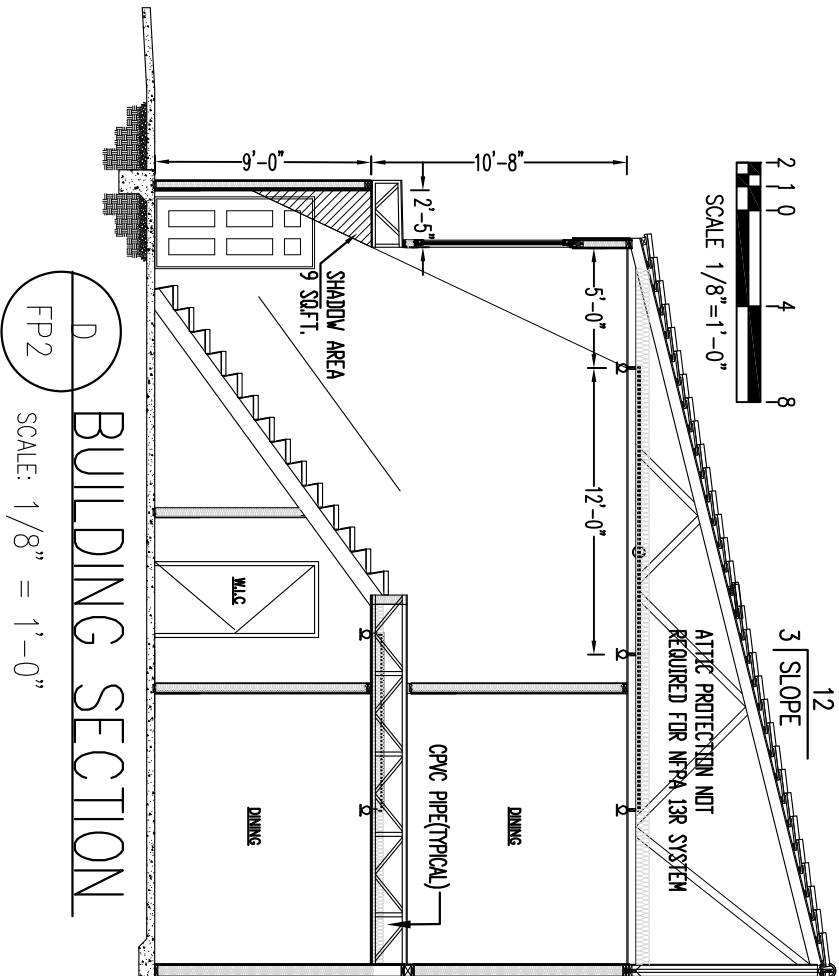 2 1 0 4 8
SCALE 1/8"=1'-0"
12
3 SLOPE
ATTIC PROTECTION NOT
REQUIRED FOR NFPA 13R SYSTEM
10'-8"
9'-0"
2'-5"
5'-0"
12'-0"
SHADOW AREA
9 SQ.FT.
W.I.C
DINING
DINING
CPVC PIPE(TYPICAL)
D
FP2
BUILDING SECTION
SCALE: 1/8" = 1'-0"